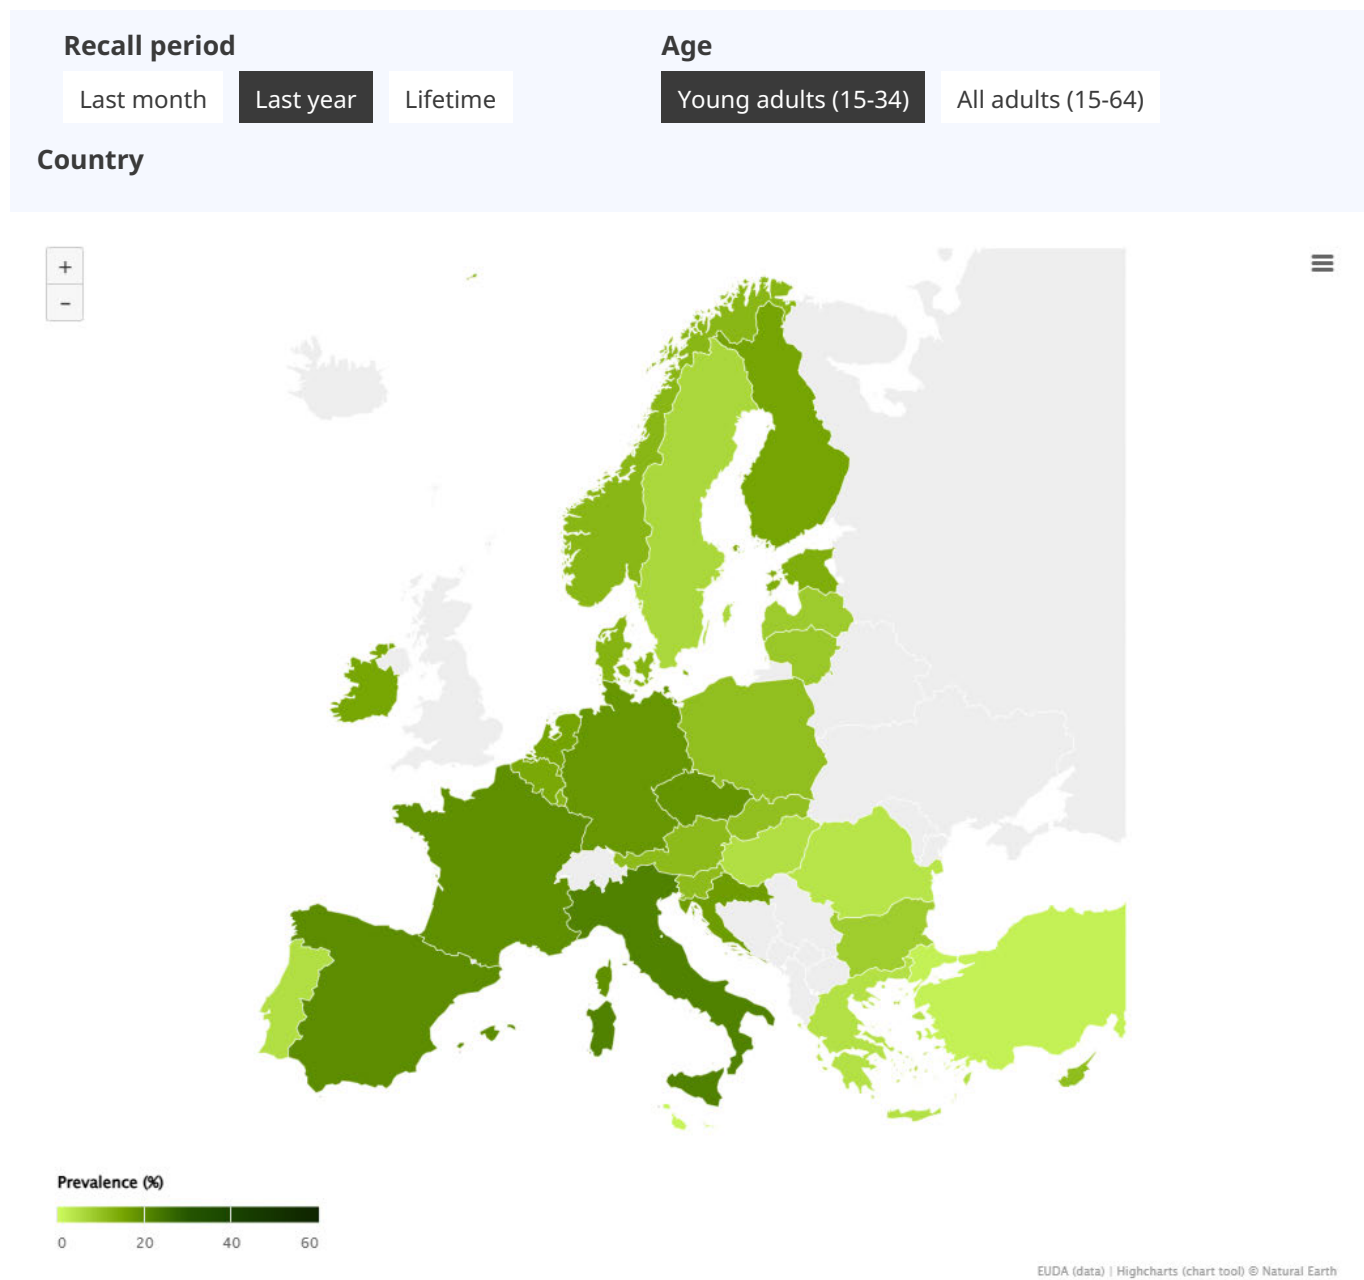 Recall period
Age
Last month
Last year
Lifetime
Young adults (15-34)
All adults (15-64)
Country
+
−
Prevalence (%)
0 20 40 60
EUDA (data) | Highcharts (chart tool) © Natural Earth